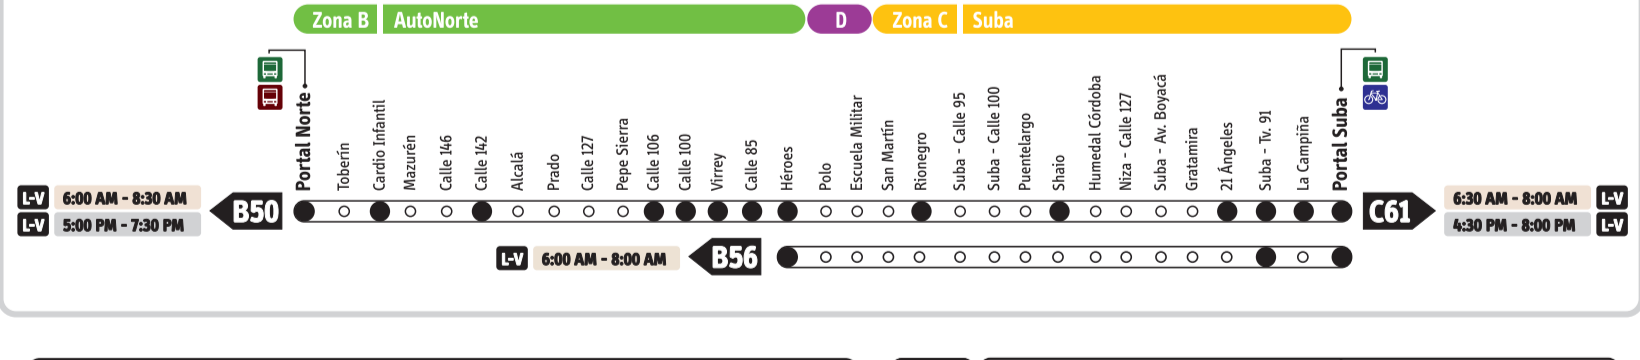 Zona B AutoNorte D Zona C Suba
Portal Norte
Toberín
Cardio Infantil
Mazurén
Calle 146
Calle 142
Alcalá
Prado
Calle 127
Pepe Sierra
Calle 106
Calle 100
Virrey
Calle 85
Héroes
Polo
Escuela Militar
San Martín
Rionegro
Suba - Calle 95
Suba - Calle 100
Puentelargo
Shaio
Humedal Córdoba
Niza - Calle 127
Suba - Av. Boyacá
Gratamira
21 Ángeles
Suba - Tv. 91
La Campiña
Portal Suba
L-V 6:00 AM - 8:30 AM
L-V 5:00 PM - 7:30 PM
B50
C61
6:30 AM - 8:00 AM L-V
4:30 PM - 8:00 PM L-V
L-V 6:00 AM - 8:00 AM B56